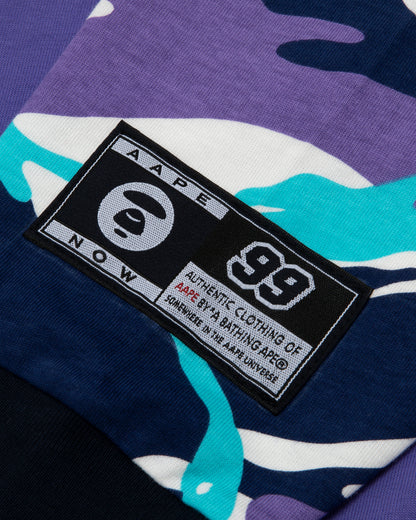 AAPE
NOW
99
AUTHENTIC CLOTHING OF
AAPE BY*A BATHING APE®
SOMEWHERE IN THE AAPE UNIVERSE